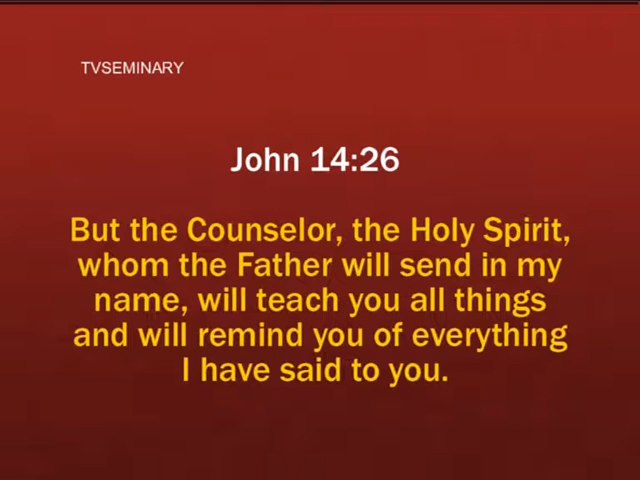 TVSEMINARY
John 14:26
But the Counselor, the Holy Spirit,
whom the Father will send in my
name, will teach you all things
and will remind you of everything
I have said to you.